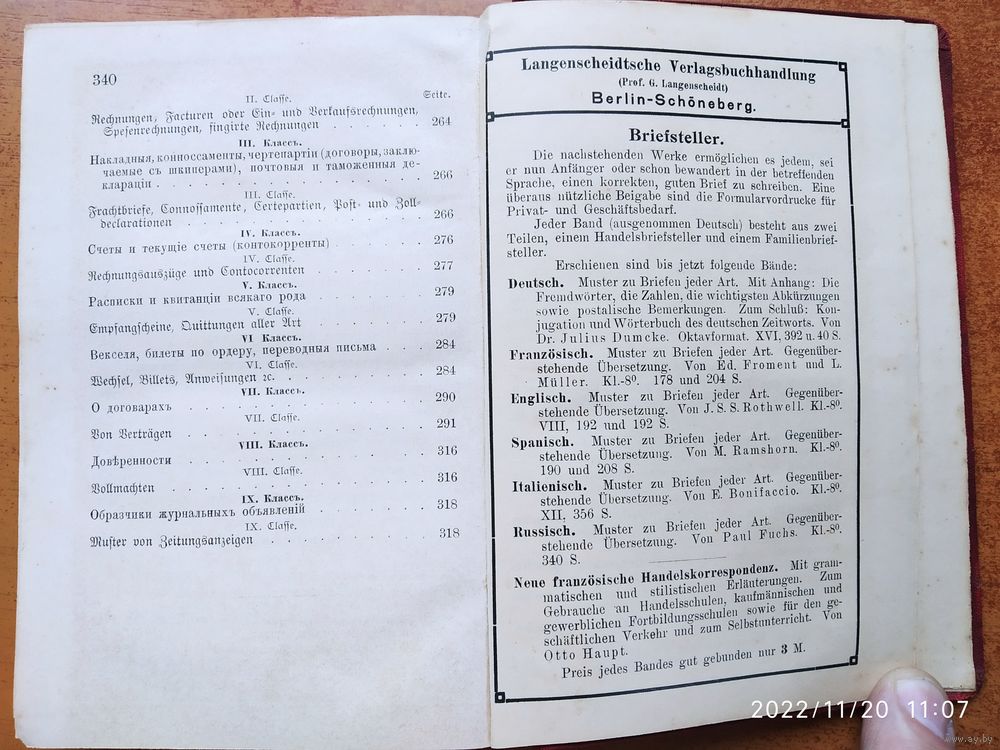 340
II. Classe.
Seite.
Rechnungen, Facturen oder Ein- und Verkaufsrechnungen,
Spesenrechnungen, fingirte Rechnungen . . . . . . 264
III. Классъ.
Накладныя, конноссаменты, чертепартіи (договоры, заклю-
чаемые съ шкиперами), почтовыя и таможенныя де-
клараціи . . . . . . . . . . . . 266
III. Classe.
Frachtbriefe, Connossamente, Certepartien, Post- und Zoll-
declarationen . . . . . . . . . . . 266
IV. Классъ.
Счеты и текущіе счеты (контокорренты) . . . . . 276
IV. Classe.
Rechnungsauszüge und Contocorrenten . . . . . . 277
V. Классъ.
Расписки и квитанціи всякаго рода . . . . . . 279
V. Classe.
Empfangscheine, Quittungen aller Art . . . . . . 279
VI Классъ.
Векселя, билеты по ордеру, переводныя письма . . . 284
VI. Classe.
Wechsel, Billets, Anweisungen ꝛc. . . . . . . . 284
VII. Классъ.
О договарахъ . . . . . . . . . . . 290
VII. Classe.
Von Verträgen . . . . . . . . . . . 291
VIII. Классъ.
Довѣренности . . . . . . . . . . . 316
VIII. Classe.
Vollmachten . . . . . . . . . . . . 316
IX. Классъ.
Образчики журнальныхъ объявленій . . . . . . 318
IX. Classe.
Muster von Zeitungsanzeigen . . . . . . . . 318
Langenscheidtsche Verlagsbuchhandlung
(Prof. G. Langenscheidt)
Berlin-Schöneberg.
Briefsteller.
Die nachstehenden Werke ermöglichen es jedem, sei
er nun Anfänger oder schon bewandert in der betreffenden
Sprache, einen korrekten, guten Brief zu schreiben. Eine
überaus nützliche Beigabe sind die Formularvordrucke für
Privat- und Geschäftsbedarf.
Jeder Band (ausgenommen Deutsch) besteht aus zwei
Teilen, einem Handelsbriefsteller und einem Familienbrief-
steller.
Erschienen sind bis jetzt folgende Bände:
Deutsch. Muster zu Briefen jeder Art. Mit Anhang: Die
Fremdwörter, die Zahlen, die wichtigsten Abkürzungen
sowie postalische Bemerkungen. Zum Schluß: Kon-
jugation und Wörterbuch des deutschen Zeitworts. Von
Dr. Julius Dumcke. Oktavformat. XVI, 392 u. 40 S.
Französisch. Muster zu Briefen jeder Art. Gegenüber-
stehende Übersetzung. Von Ed. Froment und L.
Müller. Kl.-8º. 178 und 204 S.
Englisch. Muster zu Briefen jeder Art. Gegenüber-
stehende Übersetzung. Von J. S. S. Rothwell. Kl.-8º.
VIII, 192 und 192 S.
Spanisch. Muster zu Briefen jeder Art. Gegenüber-
stehende Übersetzung. Von M. Ramshorn. Kl.-8º.
190 und 208 S.
Italienisch. Muster zu Briefen jeder Art. Gegenüber-
stehende Übersetzung. Von E. Bonifaccio. Kl.-8º.
XII, 356 S.
Russisch. Muster zu Briefen jeder Art. Gegenüber-
stehende Übersetzung. Von Paul Fuchs. Kl.-8º.
340 S.
Neue französische Handelskorrespondenz. Mit gram-
matischen und stilistischen Erläuterungen. Zum
Gebrauche an Handelsschulen, kaufmännischen und
gewerblichen Fortbildungsschulen sowie für den ge-
schäftlichen Verkehr und zum Selbstunterricht. Von
Otto Haupt.
Preis jedes Bandes gut gebunden nur 3 M.
2022/11/20 11:07
www.ay.by